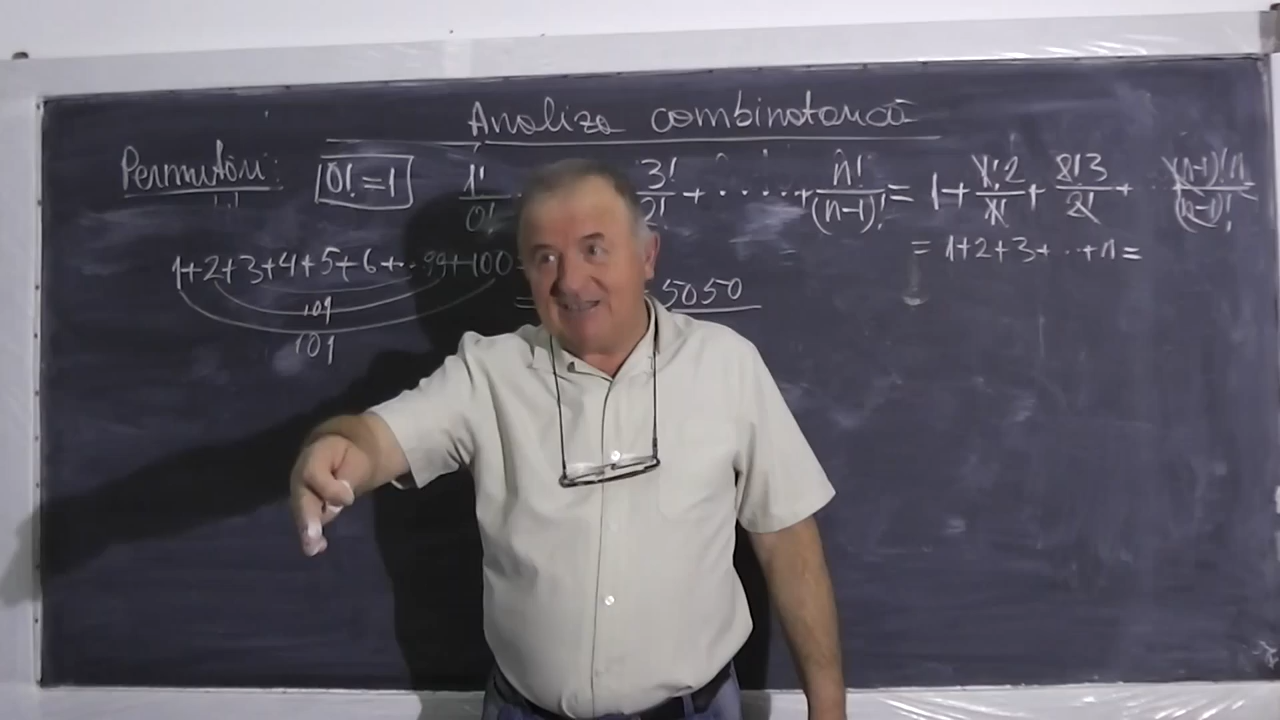 Analiza combinatorică
Permutări: 0! = 1 1!/0! 3!/2! + ..... + n!/(n-1)! = 1 + 1!·2/1! + 2!·3/2! + (n-1)!·n/(n-1)!
= 1+2+3+...+n =
1+2+3+4+5+6+...99+100
= 5050
101
101